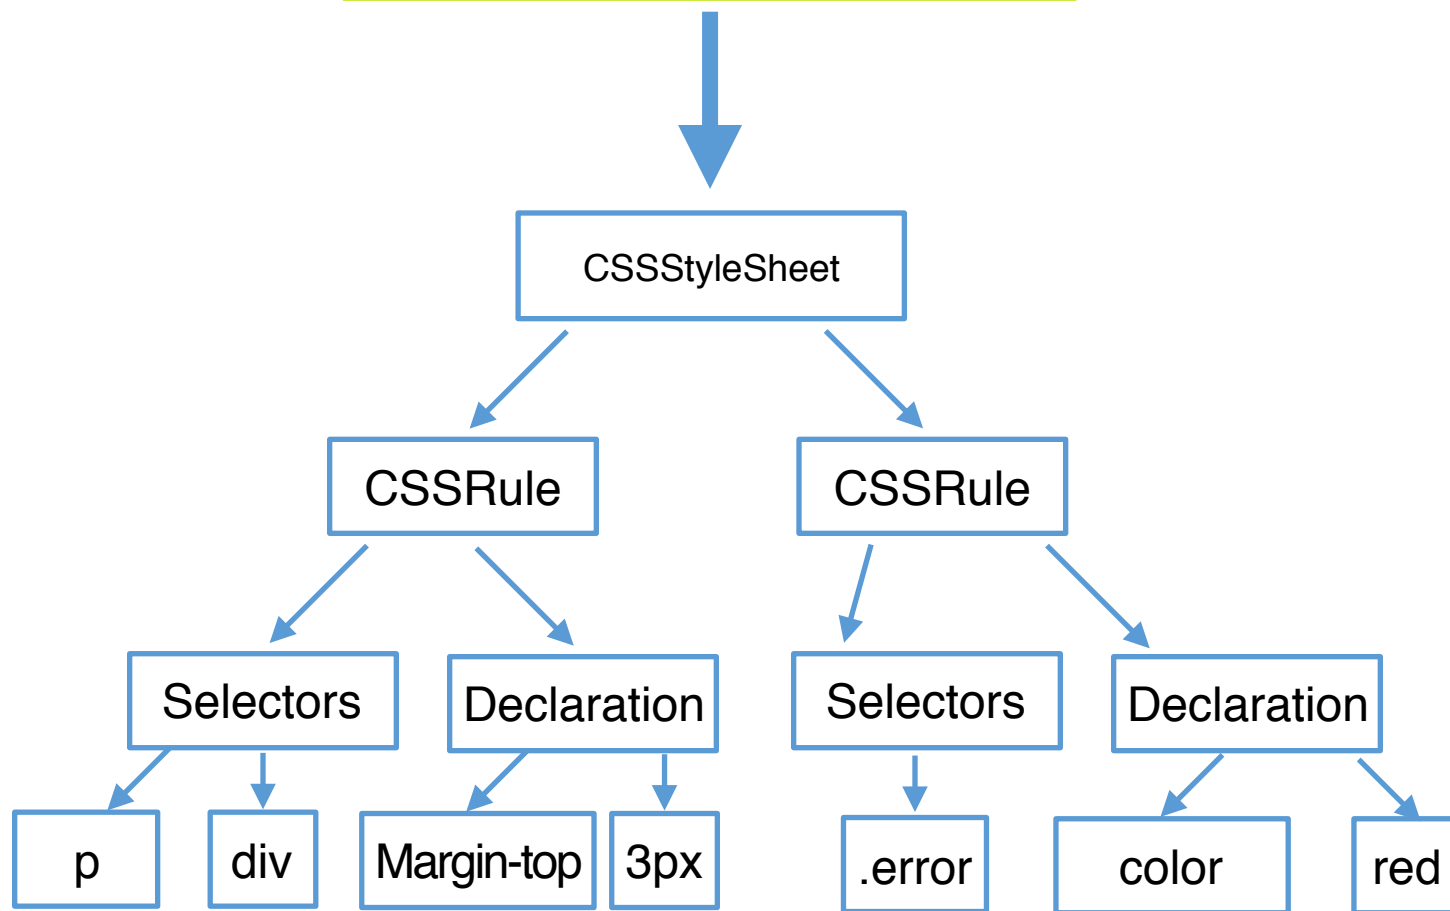 CSSStyleSheet
CSSRule
CSSRule
Selectors
Declaration
Selectors
Declaration
p
div
Margin-top
3px
.error
color
red